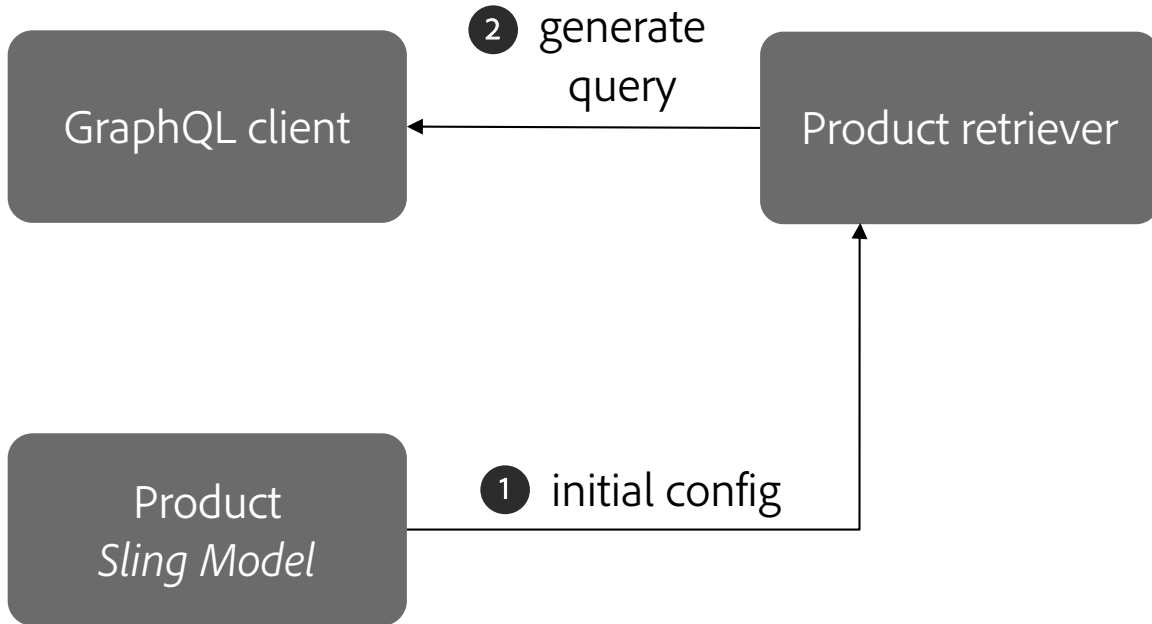 2 generate
query
GraphQL client
Product retriever
1 initial config
Product
Sling Model